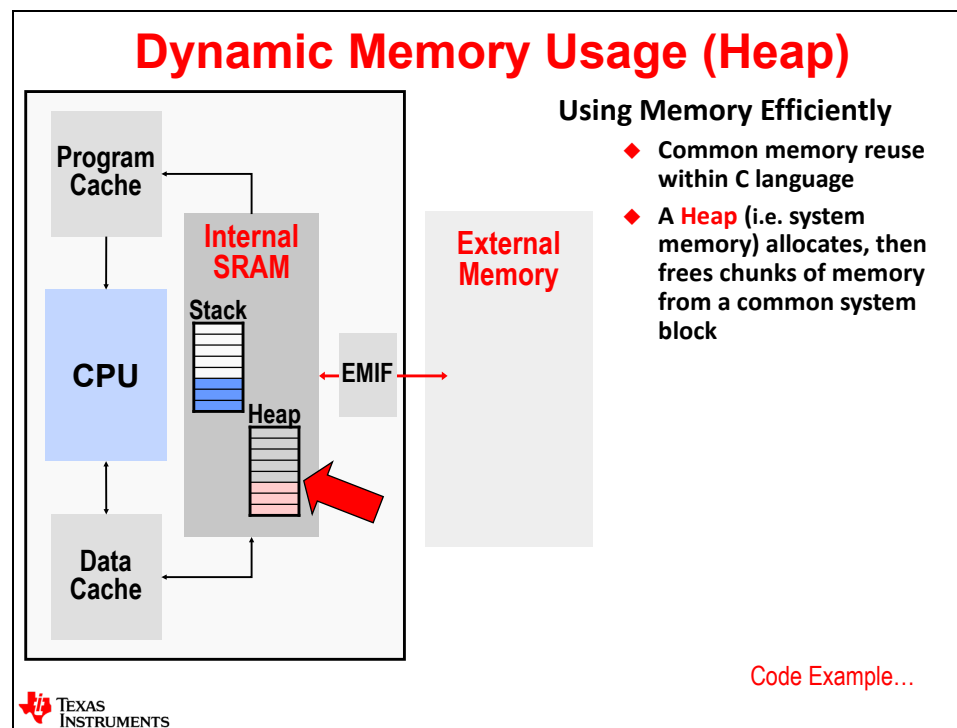 Dynamic Memory Usage (Heap)
Program
Cache
CPU
Data
Cache
Internal
SRAM
Stack
Heap
EMIF
External
Memory
Using Memory Efficiently
Common memory reuse
within C language
A Heap (i.e. system
memory) allocates, then
frees chunks of memory
from a common system
block
Code Example…
TEXAS
INSTRUMENTS